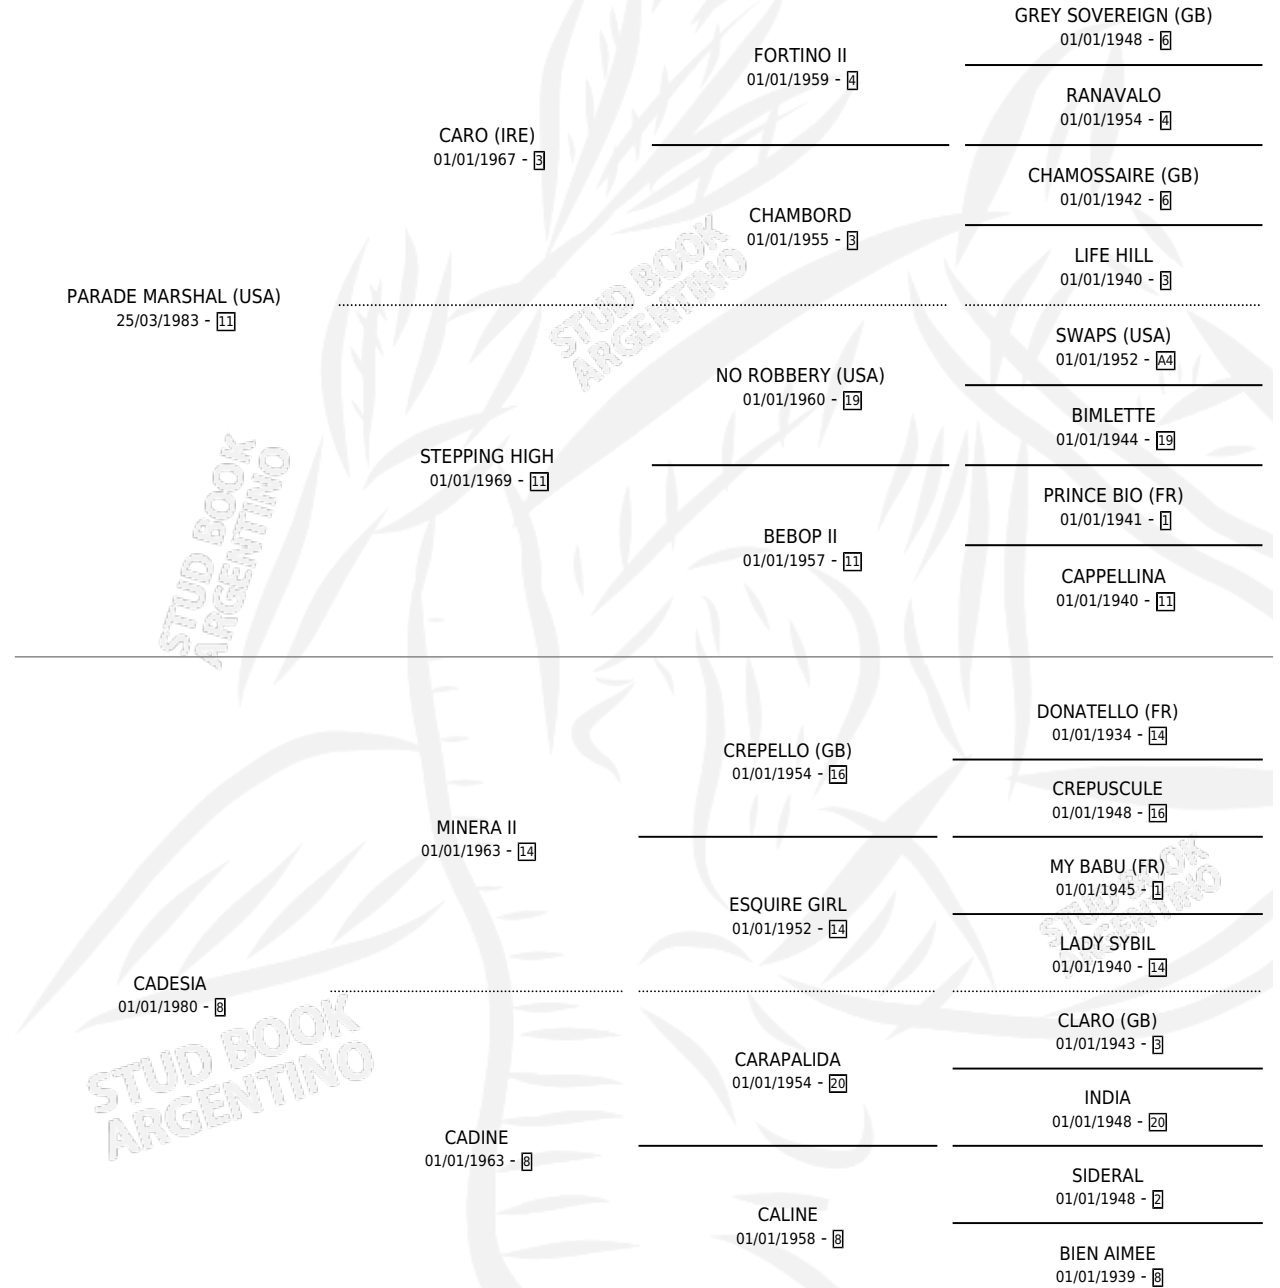 GREY SOVEREIGN (GB)
01/01/1948 - 6
FORTINO II
01/01/1959 - 4
RANAVALO
01/01/1954 - 4
CARO (IRE)
01/01/1967 - 3
CHAMOSSAIRE (GB)
01/01/1942 - 6
CHAMBORD
01/01/1955 - 3
LIFE HILL
01/01/1940 - 3
PARADE MARSHAL (USA)
25/03/1983 - 11
STUD BOOK
ARGENTINO
SWAPS (USA)
01/01/1952 - A4
NO ROBBERY (USA)
01/01/1960 - 19
BIMLETTE
01/01/1944 - 19
STEPPING HIGH
01/01/1969 - 11
PRINCE BIO (FR)
01/01/1941 - 1
BEBOP II
01/01/1957 - 11
CAPPELLINA
01/01/1940 - 11
STUD BOOK
ARGENTINO
DONATELLO (FR)
01/01/1934 - 14
CREPELLO (GB)
01/01/1954 - 16
CREPUSCULE
01/01/1948 - 16
MINERA II
01/01/1963 - 14
MY BABU (FR)
01/01/1945 - 1
ESQUIRE GIRL
01/01/1952 - 14
LADY SYBIL
01/01/1940 - 14
STUD BOOK
ARGENTINO
CADESIA
01/01/1980 - 8
CLARO (GB)
01/01/1943 - 3
CARAPALIDA
01/01/1954 - 20
INDIA
01/01/1948 - 20
STUD BOOK
ARGENTINO
CADINE
01/01/1963 - 8
SIDERAL
01/01/1948 - 2
CALINE
01/01/1958 - 8
BIEN AIMEE
01/01/1939 - 8